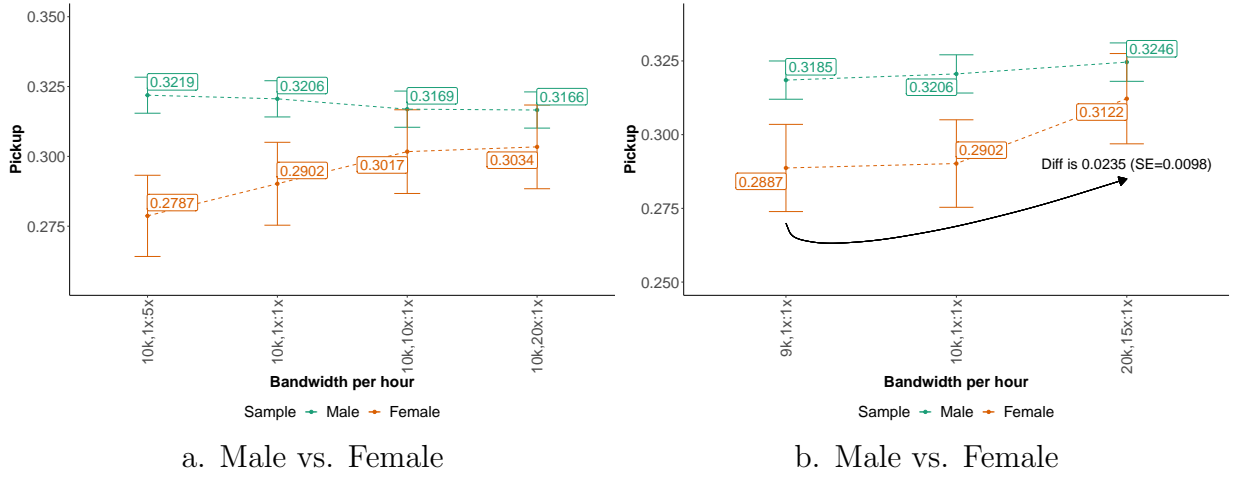 0.350
0.325
0.300
0.275
Pickup
0.3219
0.3206
0.3169
0.3166
0.2787
0.2902
0.3017
0.3034
10k,1x:5x
10k,1x:1x
10k,10x:1x
10k,20x:1x
Bandwidth per hour
Sample Male Female
a. Male vs. Female
0.325
0.300
0.275
0.250
Pickup
0.3185
0.3206
0.3246
0.2887
0.2902
0.3122
Diff is 0.0235 (SE=0.0098)
9k,1x:1x
10k,1x:1x
20k,15x:1x
Bandwidth per hour
Sample Male Female
b. Male vs. Female